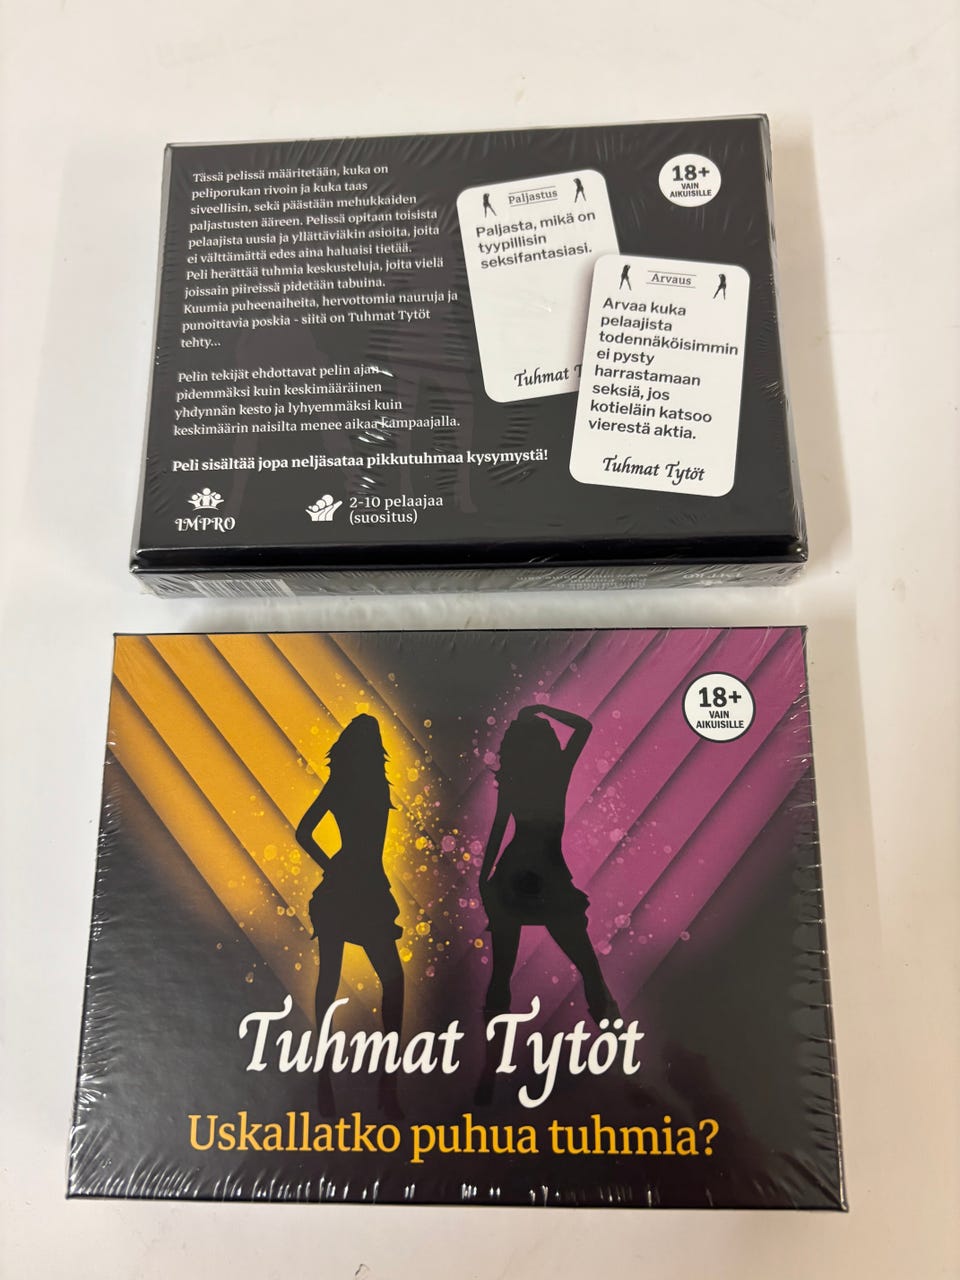 Tässä pelissä määritetään, kuka on
peliporukan rivoin ja kuka taas
siveellisin, sekä päästään mehukkaiden
paljastusten ääreen. Pelissä opitaan toisista
pelaajista uusia ja yllättäviäkin asioita, joita
ei välttämättä edes aina haluaisi tietää.
Peli herättää tuhmia keskusteluja, joita vielä
joissain piireissä pidetään tabuina.
Kuumia puheenaiheita, hervottomia nauruja ja
punoittavia poskia - siitä on Tuhmat Tytöt
tehty...
Pelin tekijät ehdottavat pelin ajan
pidemmäksi kuin keskimääräinen
yhdynnän kesto ja lyhyemmäksi kuin
keskimäärin naisilta menee aikaa kampaajalla.
Peli sisältää jopa neljäsataa pikkutuhmaa kysymystä!
IMPRO
2-10 pelaajaa
(suositus)
Paljastus
Paljasta, mikä on
tyypillisin
seksifantasiasi.
Tuhmat T
Arvaus
Arvaa kuka
pelaajista
todennäköisimmin
ei pysty
harrastamaan
seksiä, jos
kotieläin katsoo
vierestä aktia.
Tuhmat Tytöt
18+
VAIN
AIKUISILLE
18+
VAIN
AIKUISILLE
Tuhmat Tytöt
Uskallatko puhua tuhmia?